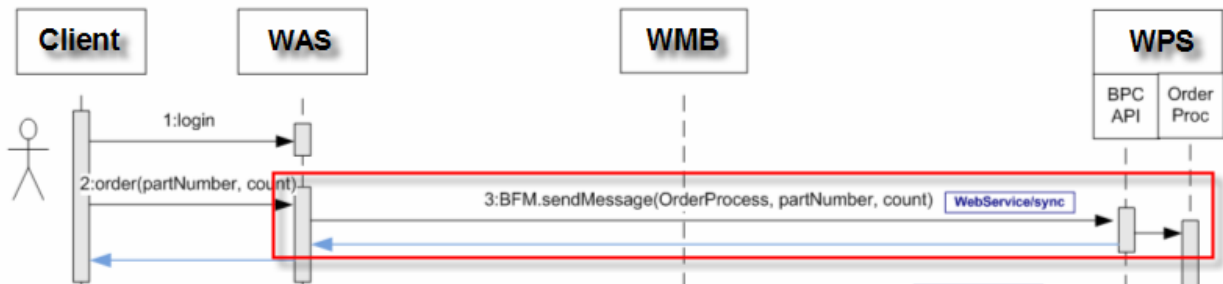 Client
WAS
WMB
WPS
BPC
API
Order
Proc
1:login
2:order(partNumber, count)
3:BFM.sendMessage(OrderProcess, partNumber, count)
WebService/sync